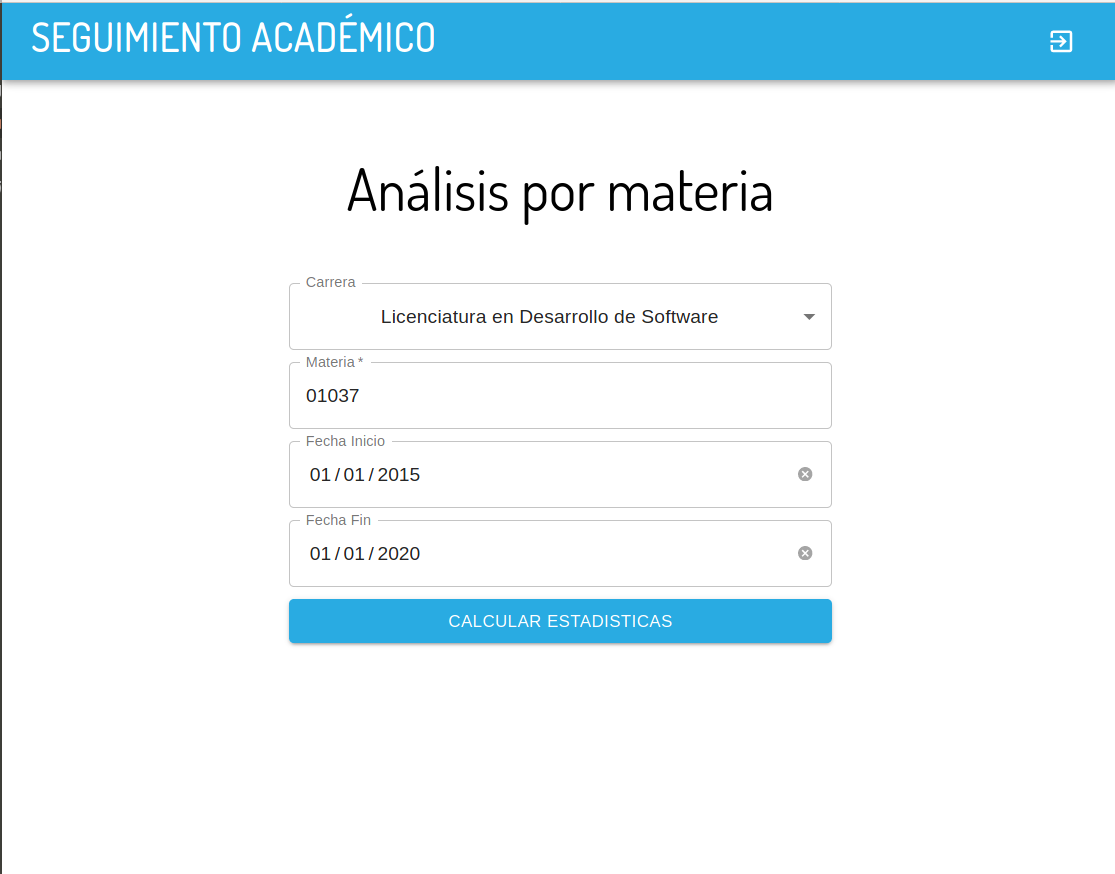 SEGUIMIENTO ACADÉMICO
Análisis por materia
Carrera
Licenciatura en Desarrollo de Software
Materia *
01037
Fecha Inicio
01/01/2015
Fecha Fin
01/01/2020
CALCULAR ESTADISTICAS